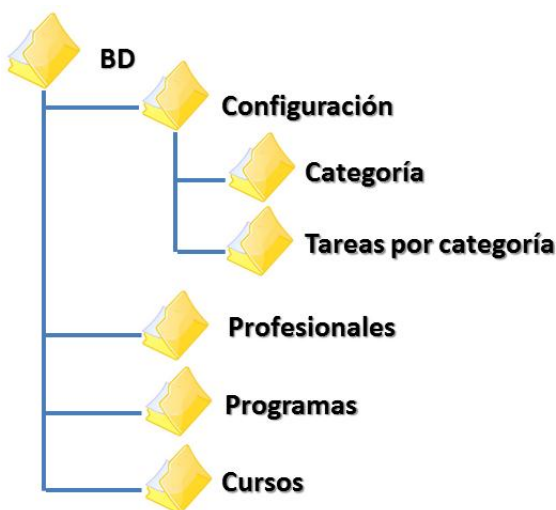 BD
Configuración
Categoría
Tareas por categoría
Profesionales
Programas
Cursos